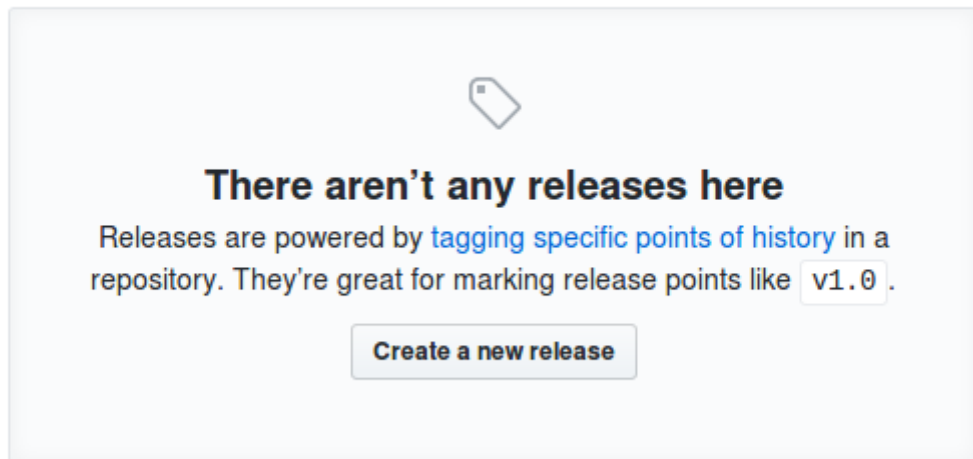 There aren’t any releases here
Releases are powered by tagging specific points of history in a
repository. They’re great for marking release points like v1.0.
Create a new release